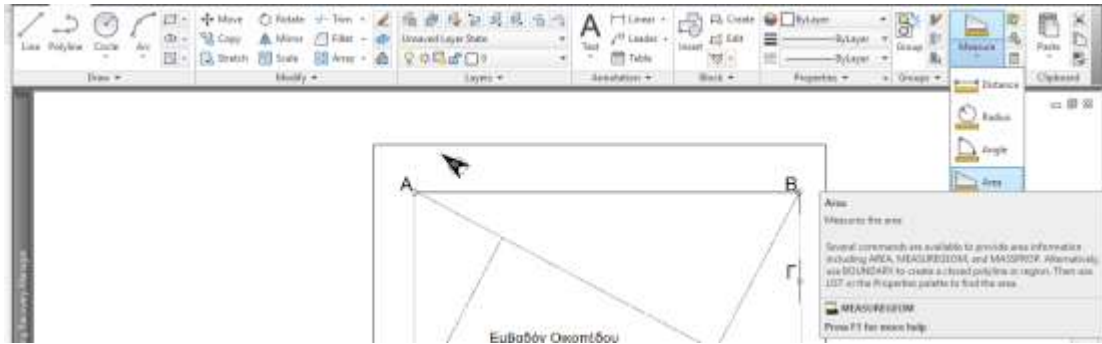 Move Rotate Trim
Line Polyline Circle Arc Copy Mirror Fillet Unsaved Layer State Text Linear Leader Insert Create Edit ByLayer Group Measure Paste
Stretch Scale Array 0 Table ByLayer
Draw Modify Layers Annotation Block Properties Groups Clipboard
Distance
Radius
Angle
Area
A B
Γ
Area
Measures the area
Several commands are available to provide area information
including AREA, MEASUREGEOM, and MASSPROP. Alternatively,
use BOUNDARY to create a closed polyline or region. Then use
LIST or the Properties palette to find the area.
MEASUREGEOM
Press F1 for more help
Εμβαδόν Οικοπέδου